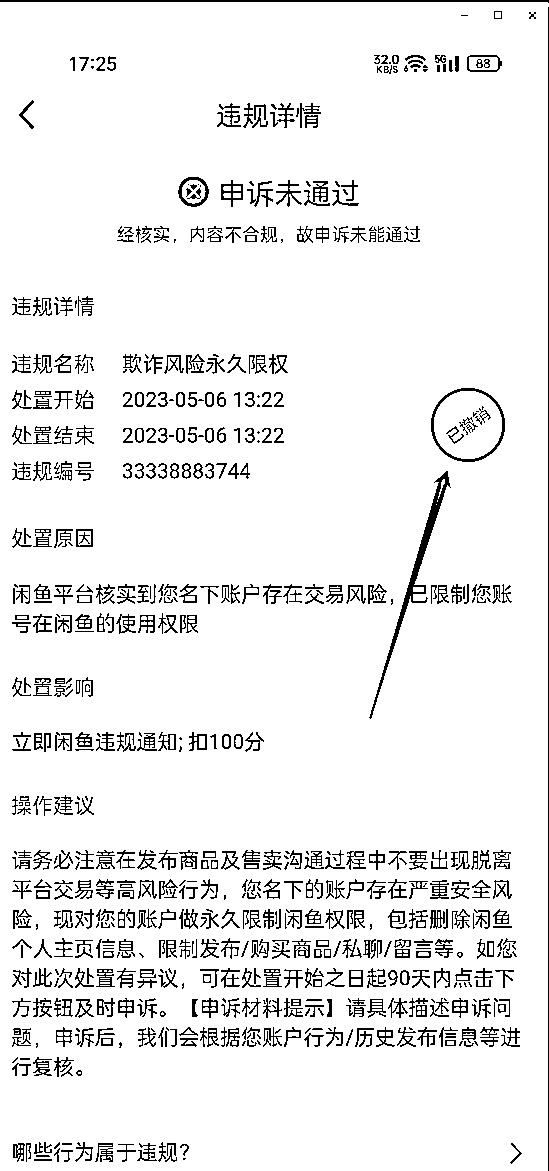 17:25
32.0 KB/S 5G 88
违规详情
申诉未通过
经核实，内容不合规，故申诉未能通过
违规详情
违规名称 欺诈风险永久限权
处置开始 2023-05-06 13:22
处置结束 2023-05-06 13:22
违规编号 33338883744
已撤销
处置原因
闲鱼平台核实到您名下账户存在交易风险，已限制您账
号在闲鱼的使用权限
处置影响
立即闲鱼违规通知; 扣100分
操作建议
请务必注意在发布商品及售卖沟通过程中不要出现脱离
平台交易等高风险行为，您名下的账户存在严重安全风
险，现对您的账户做永久限制闲鱼权限，包括删除闲鱼
个人主页信息、限制发布/购买商品/私聊/留言等。如您
对此次处置有异议，可在处置开始之日起90天内点击下
方按钮及时申诉。【申诉材料提示】请具体描述申诉问
题，申诉后，我们会根据您账户行为/历史发布信息等进
行复核。
哪些行为属于违规?